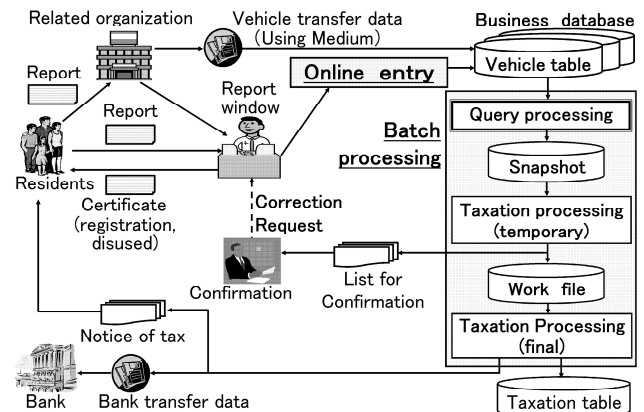 Related organization
Vehicle transfer data
(Using Medium)
Business database
Vehicle table
Report
Report
window
Online entry
Report
Query processing
Batch
processing
Snapshot
Residents
Certificate
(registration,
disused)
Correction
Request
Taxation processing
(temporary)
Confirmation
List for
Confirmation
Work file
Notice of tax
Taxation Processing
(final)
Bank
Bank transfer data
Taxation table